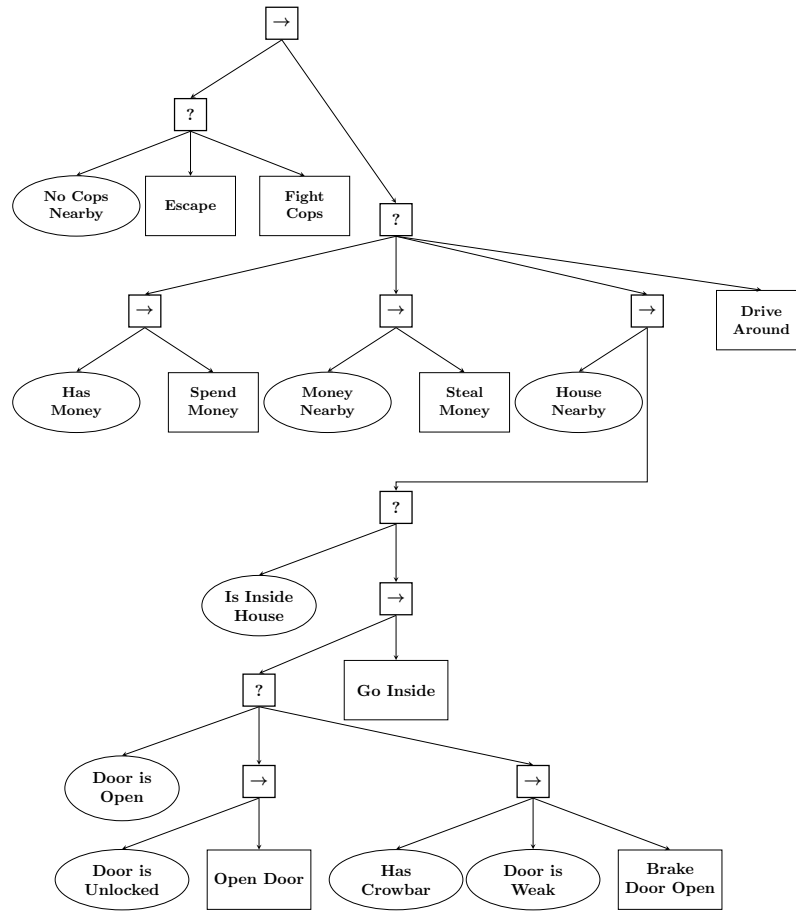 →
?
No Cops
Nearby
Escape
Fight
Cops
?
→
→
→
Drive
Around
Has
Money
Spend
Money
Money
Nearby
Steal
Money
House
Nearby
?
Is Inside
House
→
?
Go Inside
Door is
Open
→
→
Door is
Unlocked
Open Door
Has
Crowbar
Door is
Weak
Brake
Door Open